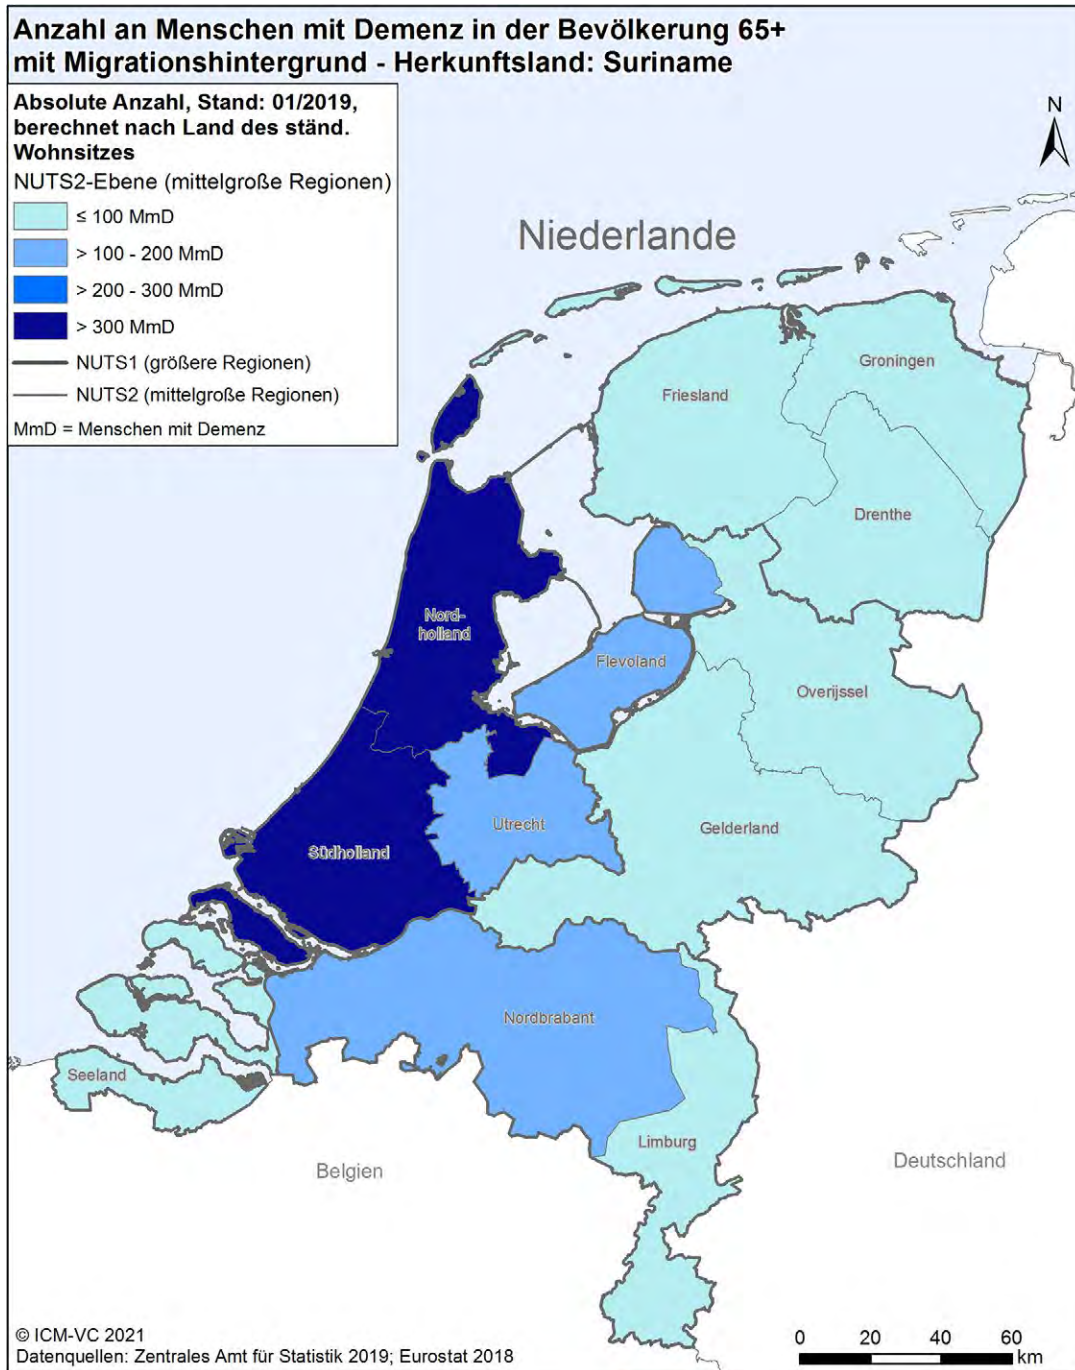 Anzahl an Menschen mit Demenz in der Bevölkerung 65+
mit Migrationshintergrund - Herkunftsland: Suriname
Absolute Anzahl, Stand: 01/2019,
berechnet nach Land des ständ.
Wohnsitzes
NUTS2-Ebene (mittelgroße Regionen)
≤ 100 MmD
> 100 - 200 MmD
> 200 - 300 MmD
> 300 MmD
NUTS1 (größere Regionen)
NUTS2 (mittelgroße Regionen)
MmD = Menschen mit Demenz
N
Niederlande
Groningen
Friesland
Drenthe
Nord-
holland
Flevoland
Overijssel
Utrecht
Gelderland
Südholland
Nordbrabant
Seeland
Limburg
Belgien
Deutschland
© ICM-VC 2021
Datenquellen: Zentrales Amt für Statistik 2019; Eurostat 2018
0 20 40 60
km